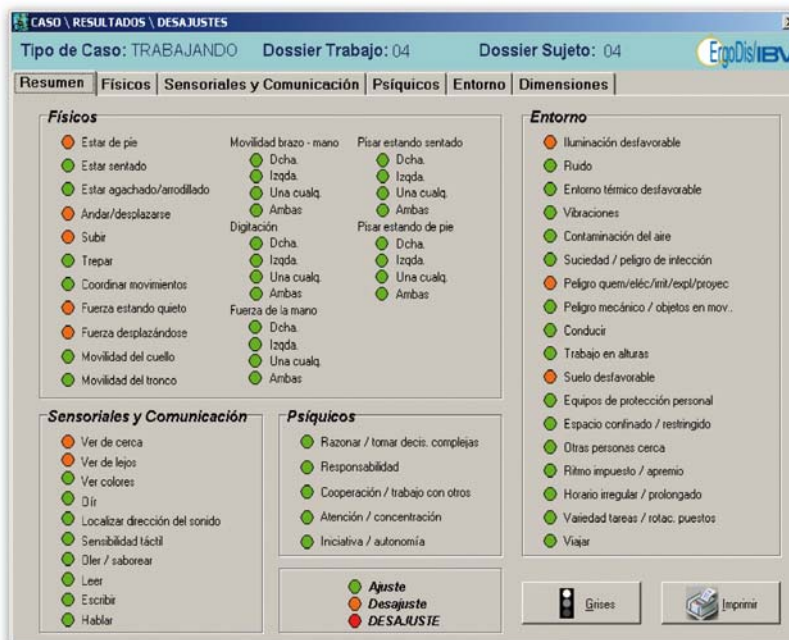 CASO \ RESULTADOS \ DESAJUSTES
Tipo de Caso: TRABAJANDO Dossier Trabajo: 04 Dossier Sujeto: 04
ErgoDis/IBV
Resumen Físicos Sensoriales y Comunicación Psíquicos Entorno Dimensiones
Físicos
Estar de pie
Estar sentado
Estar agachado/arrodillado
Andar/desplazarse
Subir
Trepar
Coordinar movimientos
Fuerza estando quieto
Fuerza desplazándose
Movilidad del cuello
Movilidad del tronco
Movilidad brazo - mano
Dcha.
Izqda.
Una cualq.
Ambas
Digitación
Dcha.
Izqda.
Una cualq.
Ambas
Fuerza de la mano
Dcha.
Izqda.
Una cualq.
Ambas
Pisar estando sentado
Dcha.
Izqda.
Una cualq.
Ambas
Pisar estando de pie
Dcha.
Izqda.
Una cualq.
Ambas
Entorno
Iluminación desfavorable
Ruido
Entorno térmico desfavorable
Vibraciones
Contaminación del aire
Suciedad / peligro de infección
Peligro quem/eléc/irrit/expl/proyec
Peligro mecánico / objetos en mov..
Conducir
Trabajo en alturas
Suelo desfavorable
Equipos de protección personal
Espacio confinado / restringido
Otras personas cerca
Ritmo impuesto / apremio
Horario irregular / prolongado
Variedad tareas / rotac. puestos
Viajar
Sensoriales y Comunicación
Ver de cerca
Ver de lejos
Ver colores
Oír
Localizar dirección del sonido
Sensibilidad táctil
Oler / saborear
Leer
Escribir
Hablar
Psíquicos
Razonar / tomar decis. complejas
Responsabilidad
Cooperación / trabajo con otros
Atención / concentración
Iniciativa / autonomía
Ajuste
Desajuste
DESAJUSTE
Grises
Imprimir